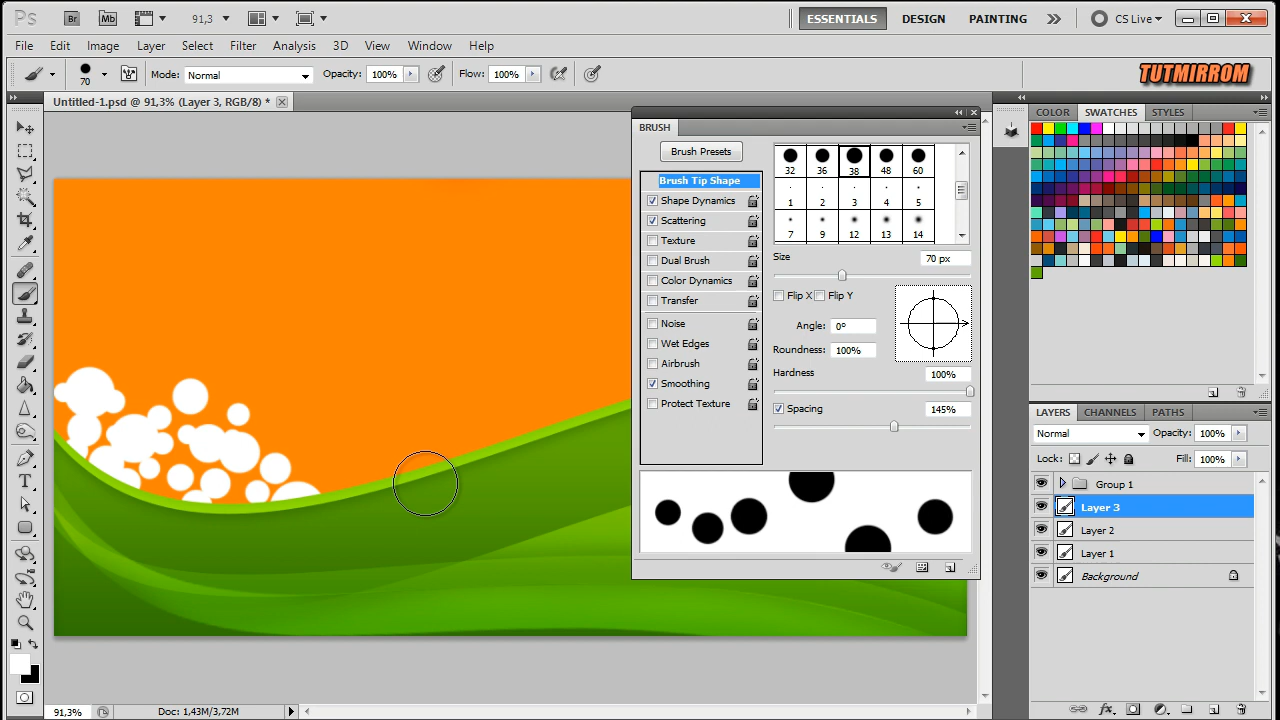 Ps Br Mb 91,3 ESSENTIALS DESIGN PAINTING CS Live
File Edit Image Layer Select Filter Analysis 3D View Window Help
70 Mode: Normal Opacity: 100% Flow: 100% TUTMIRROM
Untitled-1.psd @ 91,3% (Layer 3, RGB/8) *
BRUSH
Brush Presets
Brush Tip Shape
Shape Dynamics
Scattering
Texture
Dual Brush
Color Dynamics
Transfer
Noise
Wet Edges
Airbrush
Smoothing
Protect Texture
32 36 38 48 60
1 2 3 4 5
7 9 12 13 14
Size 70 px
Flip X Flip Y
Angle: 0°
Roundness: 100%
Hardness 100%
Spacing 145%
COLOR SWATCHES STYLES
LAYERS CHANNELS PATHS
Normal Opacity: 100%
Lock: Fill: 100%
Group 1
Layer 3
Layer 2
Layer 1
Background
T
91,3% Doc: 1,43M/3,72M